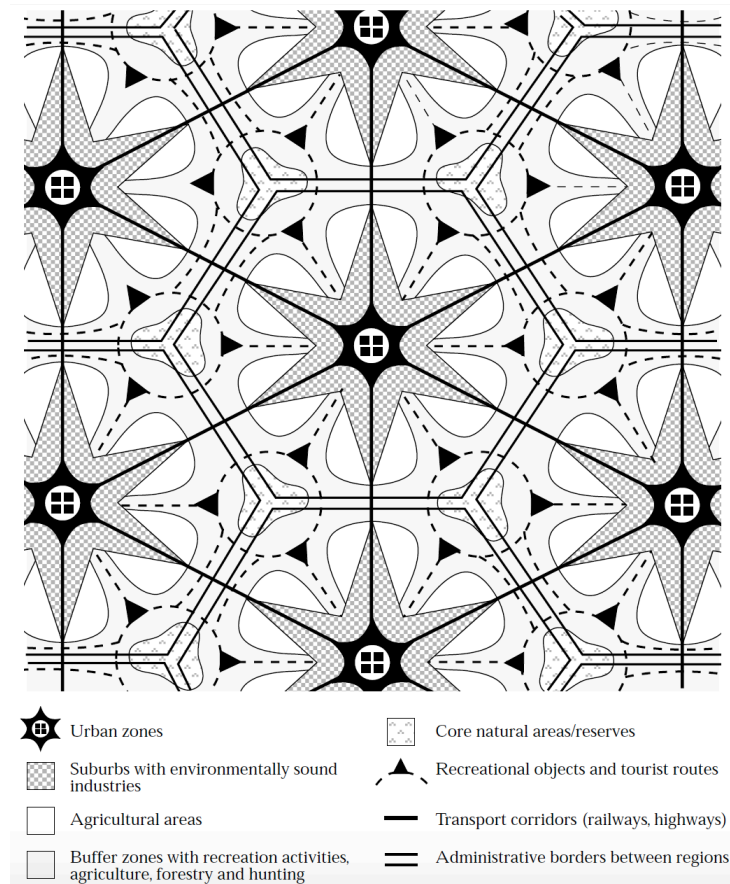 Urban zones
Suburbs with environmentally sound
industries
Agricultural areas
Buffer zones with recreation activities,
agriculture, forestry and hunting
Core natural areas/reserves
Recreational objects and tourist routes
Transport corridors (railways, highways)
Administrative borders between regions